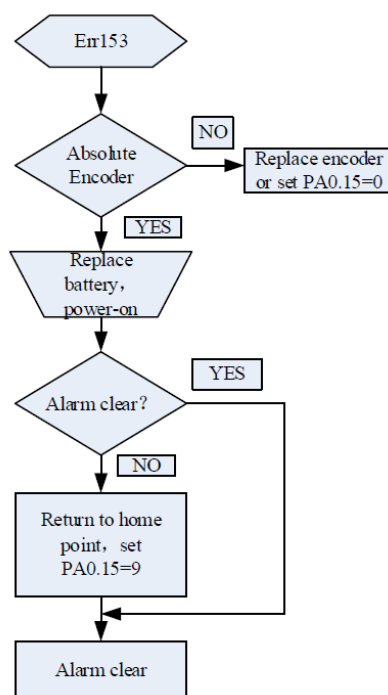 Err153
NO
Absolute
Encoder
Replace encoder
or set PA0.15=0
YES
Replace
battery，
power-on
YES
Alarm clear？
NO
Return to home
point，set
PA0.15=9
Alarm clear